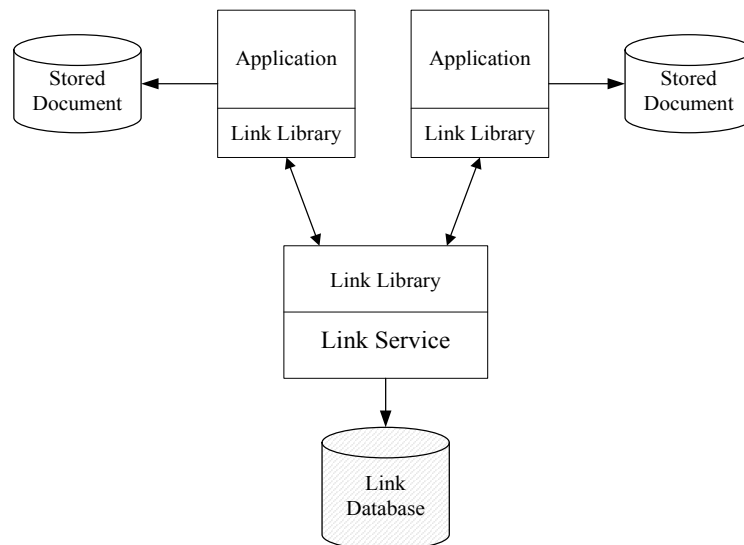 Stored
Document
Application
Link Library
Application
Link Library
Stored
Document
Link Library
Link Service
Link
Database